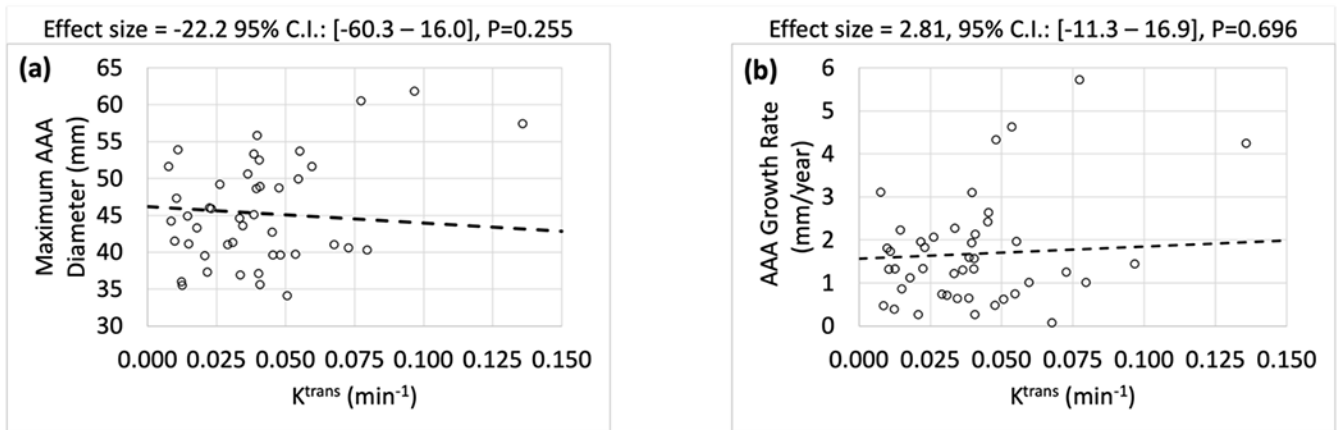 Effect size = -22.2 95% C.I.: [-60.3 – 16.0], P=0.255
(a)
Maximum AAA
Diameter (mm)
65
60
55
50
45
40
35
30
0.000 0.025 0.050 0.075 0.100 0.125 0.150
Ktrans (min-1)
Effect size = 2.81, 95% C.I.: [-11.3 – 16.9], P=0.696
(b)
AAA Growth Rate
(mm/year)
6
5
4
3
2
1
0
0.000 0.025 0.050 0.075 0.100 0.125 0.150
Ktrans (min-1)